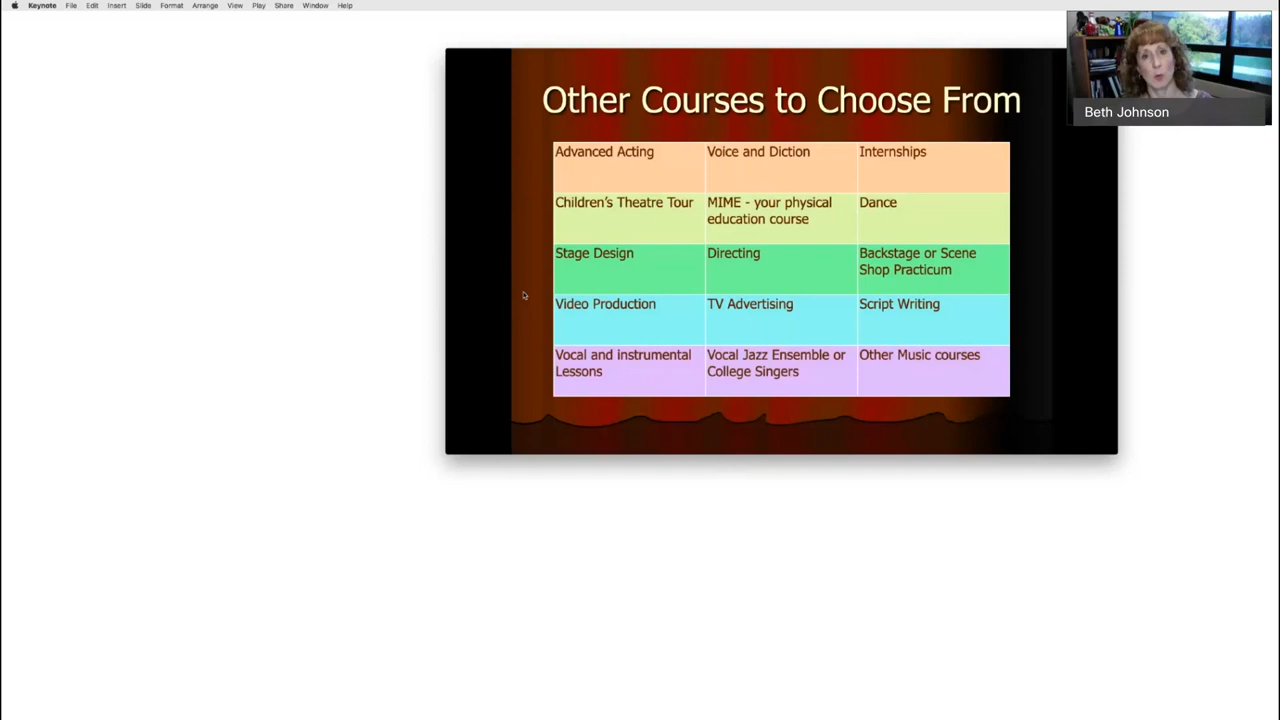 Keynote File Edit Insert Slide Format Arrange View Play Share Window Help
Beth Johnson
Other Courses to Choose From
Advanced Acting
Voice and Diction
Internships
Children's Theatre Tour
MIME - your physical
education course
Dance
Stage Design
Directing
Backstage or Scene
Shop Practicum
Video Production
TV Advertising
Script Writing
Vocal and instrumental
Lessons
Vocal Jazz Ensemble or
College Singers
Other Music courses